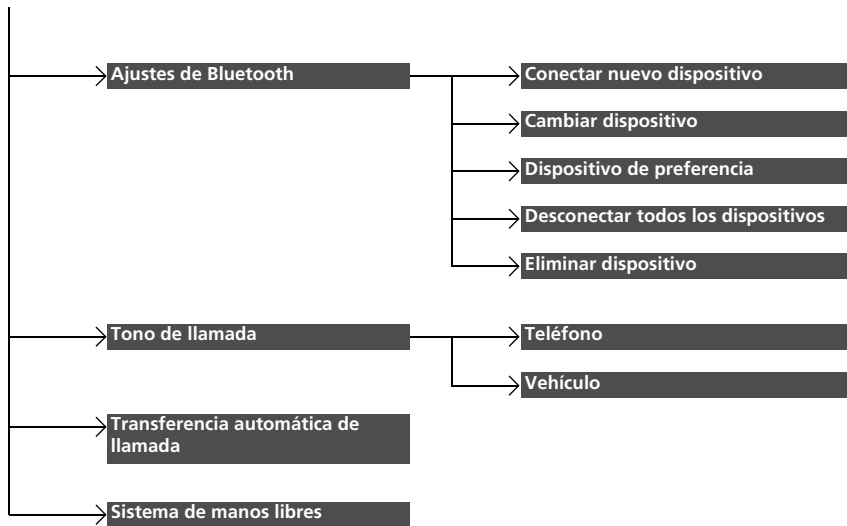 Ajustes de Bluetooth
Conectar nuevo dispositivo
Cambiar dispositivo
Dispositivo de preferencia
Desconectar todos los dispositivos
Eliminar dispositivo
Tono de llamada
Teléfono
Vehículo
Transferencia automática de
llamada
Sistema de manos libres